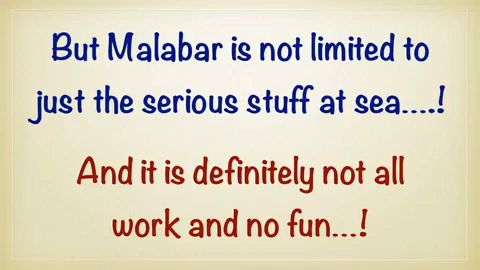 But Malabar is not limited to
just the serious stuff at sea....!
And it is definitely not all
work and no fun...!